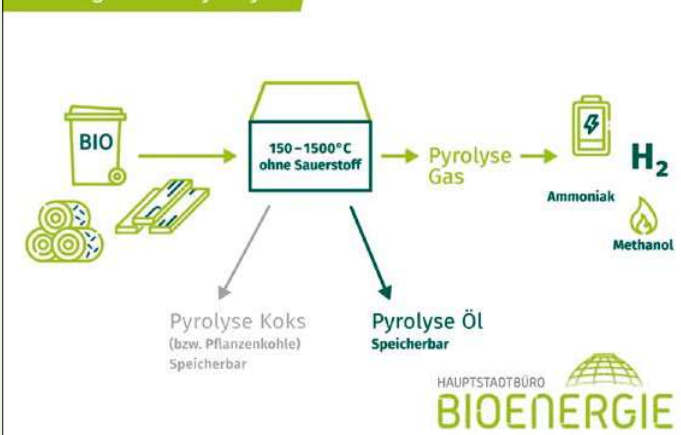 BIO
150–1500°C
ohne Sauerstoff
Pyrolyse
Gas
H₂
Ammoniak
Methanol
Pyrolyse Koks
(bzw. Pflanzenkohle)
Speicherbar
Pyrolyse Öl
Speicherbar
HAUPTSTADTBÜRO
BIOENERGIE